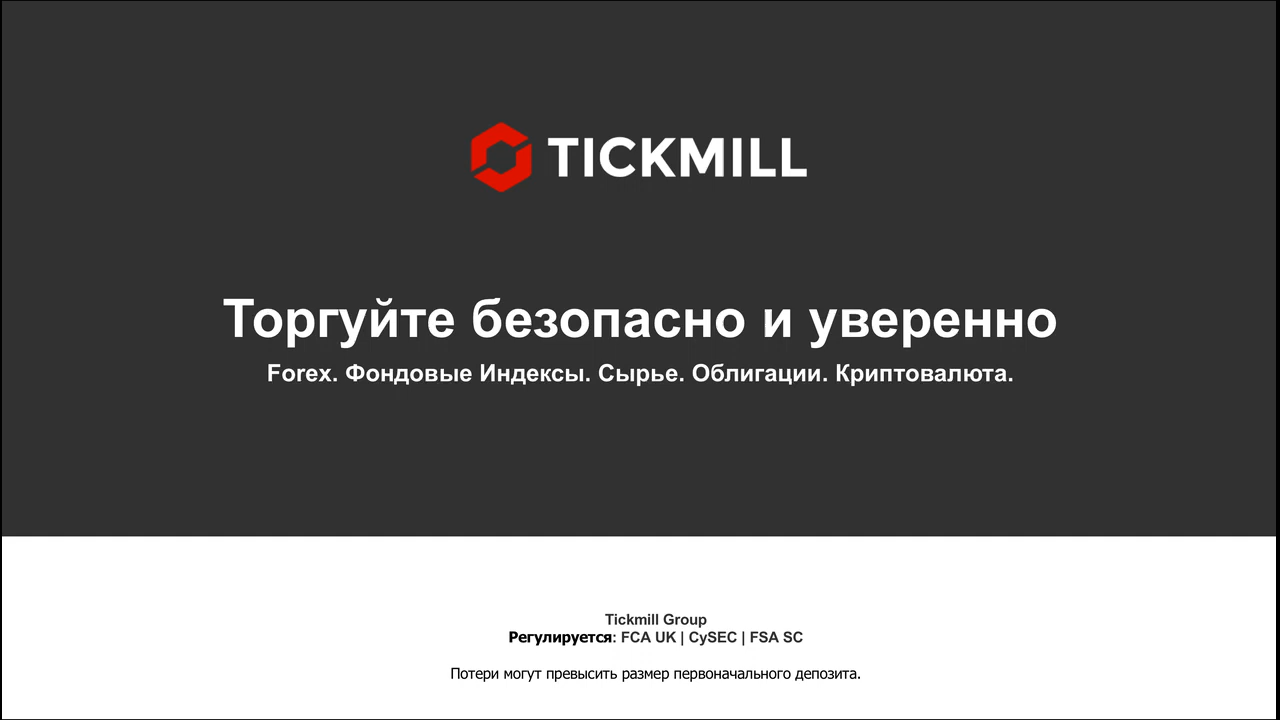 TICKMILL
Торгуйте безопасно и уверенно
Forex. Фондовые Индексы. Сырье. Облигации. Криптовалюта.
Tickmill Group
Регулируется: FCA UK | CySEC | FSA SC
Потери могут превысить размер первоначального депозита.